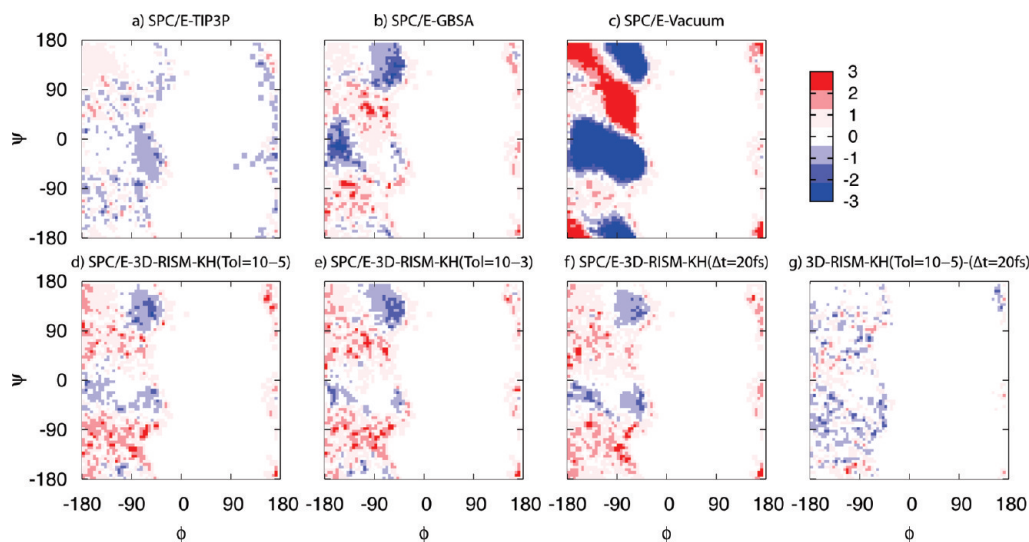 a) SPC/E-TIP3P
b) SPC/E-GBSA
c) SPC/E-Vacuum
180
90
0
-90
-180
ψ
3
2
1
0
-1
-2
-3
d) SPC/E-3D-RISM-KH(Tol=10−5)
e) SPC/E-3D-RISM-KH(Tol=10−3)
f) SPC/E-3D-RISM-KH(Δt=20fs)
g) 3D-RISM-KH(Tol=10−5)-(Δt=20fs)
180
90
0
-90
-180
ψ
-180 -90 0 90 180
-180 -90 0 90 180
-180 -90 0 90 180
-180 -90 0 90 180
ϕ
ϕ
ϕ
ϕ